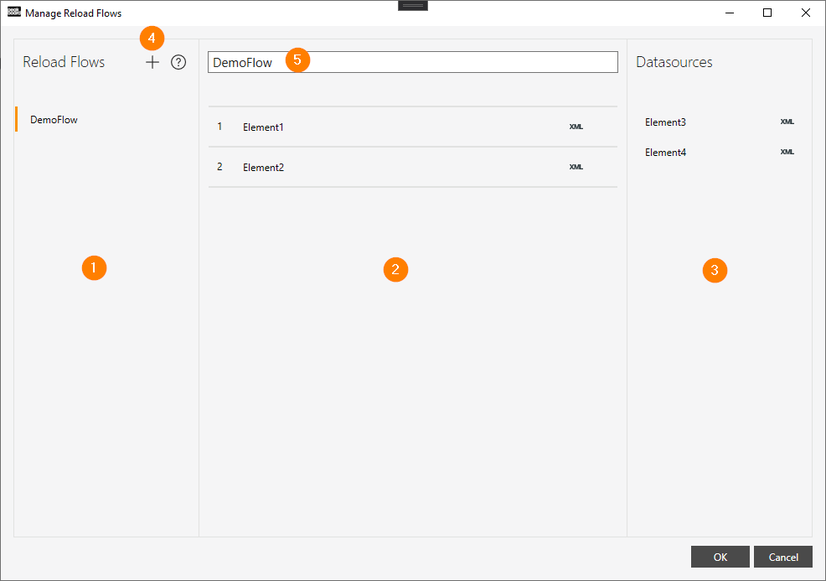 Manage Reload Flows
4
Reload Flows
DemoFlow 5
Datasources
DemoFlow
1 Element1 XML
2 Element2 XML
Element3 XML
Element4 XML
1
2
3
OK Cancel